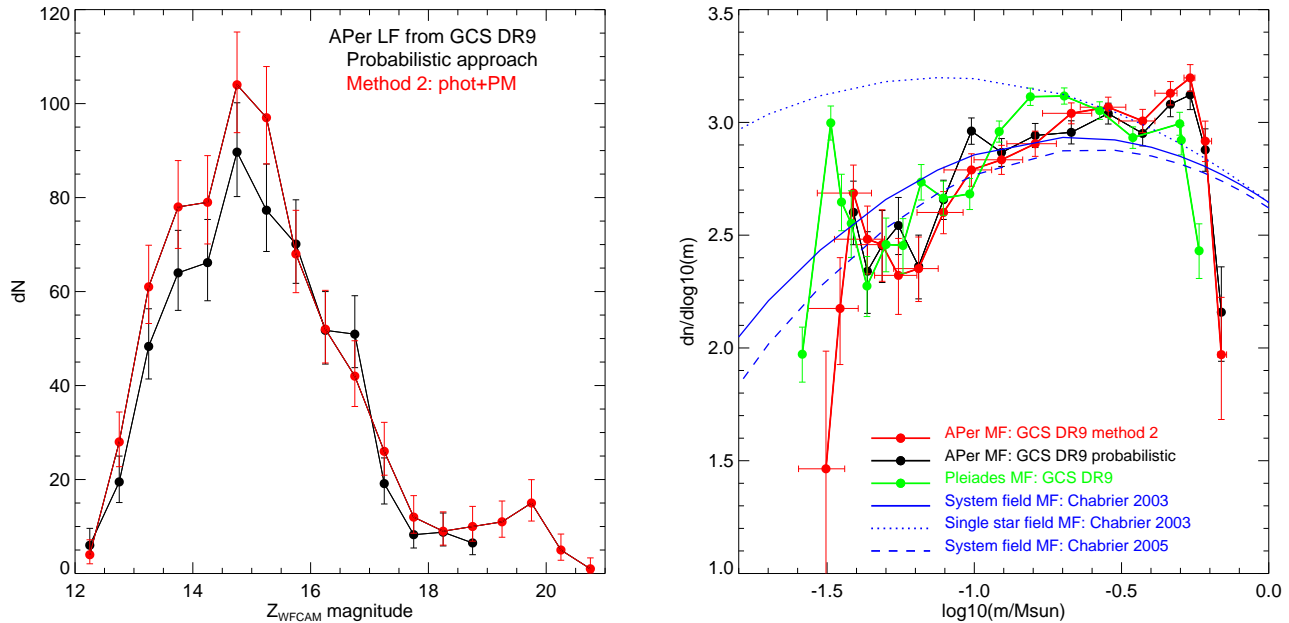 APer LF from GCS DR9
Probabilistic approach
Method 2: phot+PM
120
100
80
60
40
20
0
dN
12
14
16
18
20
Z_WFCAM magnitude
3.5
3.0
2.5
2.0
1.5
1.0
dn/dlog10(m)
APer MF: GCS DR9 method 2
APer MF: GCS DR9 probabilistic
Pleiades MF: GCS DR9
System field MF: Chabrier 2003
Single star field MF: Chabrier 2003
System field MF: Chabrier 2005
-1.5
-1.0
-0.5
0.0
log10(m/Msun)